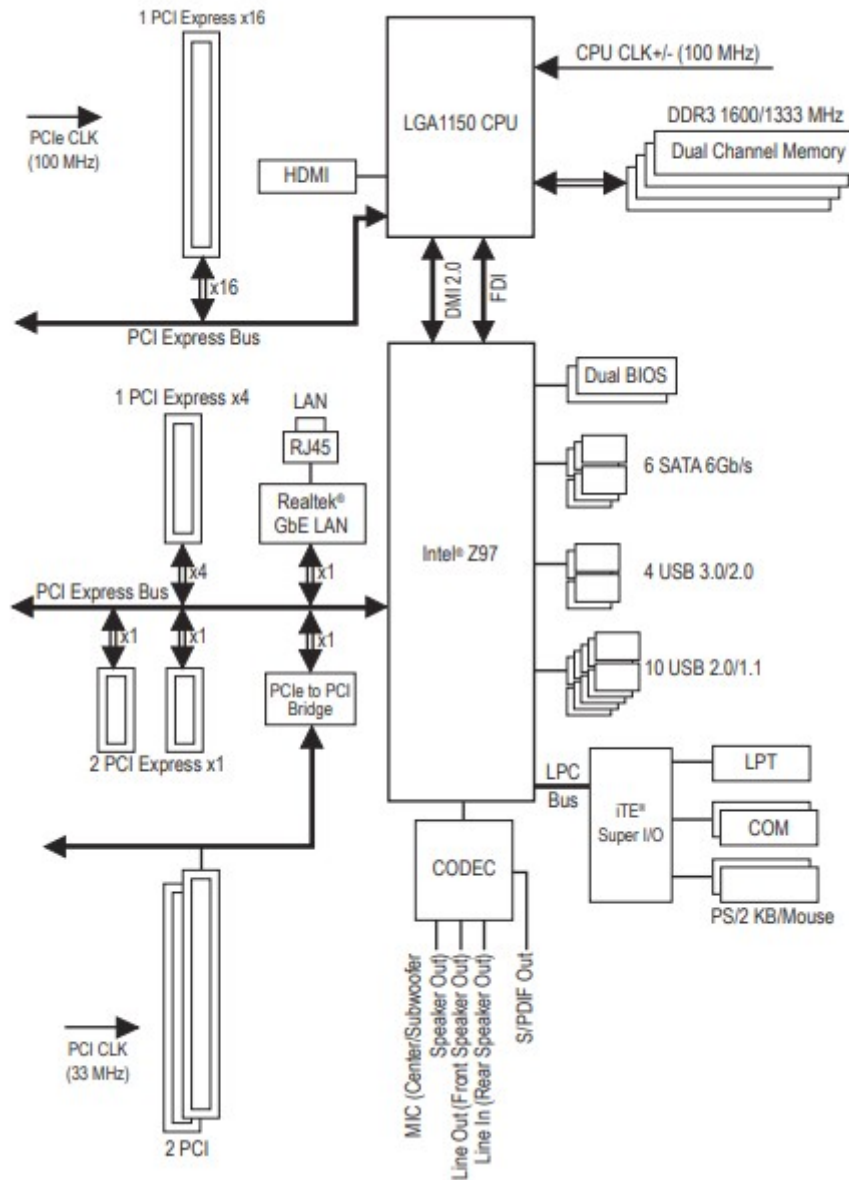 1 PCI Express x16
CPU CLK+/- (100 MHz)
LGA1150 CPU
DDR3 1600/1333 MHz
Dual Channel Memory
PCIe CLK
(100 MHz)
HDMI
x16
DMI 2.0
FDI
PCI Express Bus
1 PCI Express x4
LAN
RJ45
Realtek®
GbE LAN
Dual BIOS
6 SATA 6Gb/s
Intel® Z97
x4
x1
4 USB 3.0/2.0
PCI Express Bus
x1
x1
x1
10 USB 2.0/1.1
PCIe to PCI
Bridge
2 PCI Express x1
LPC
Bus
iTE®
Super I/O
LPT
COM
PS/2 KB/Mouse
CODEC
MIC (Center/Subwoofer
Speaker Out)
Line Out (Front Speaker Out)
Line In (Rear Speaker Out)
S/PDIF Out
PCI CLK
(33 MHz)
2 PCI